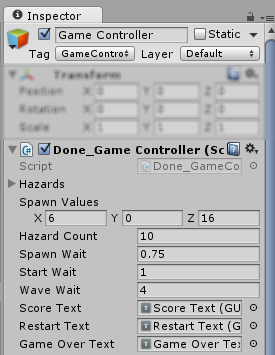 Inspector
Game Controller Static
Tag GameContro Layer Default
Transform
Position X 0 Y 0 Z 0
Rotation X 0 Y 0 Z 0
Scale X 1 Y 1 Z 1
Done_Game Controller (Sc
Script Done_GameCo
Hazards
Spawn Values
X 6 Y 0 Z 16
Hazard Count 10
Spawn Wait 0.75
Start Wait 1
Wave Wait 4
Score Text Score Text (GU
Restart Text Restart Text (G
Game Over Text Game Over Tex